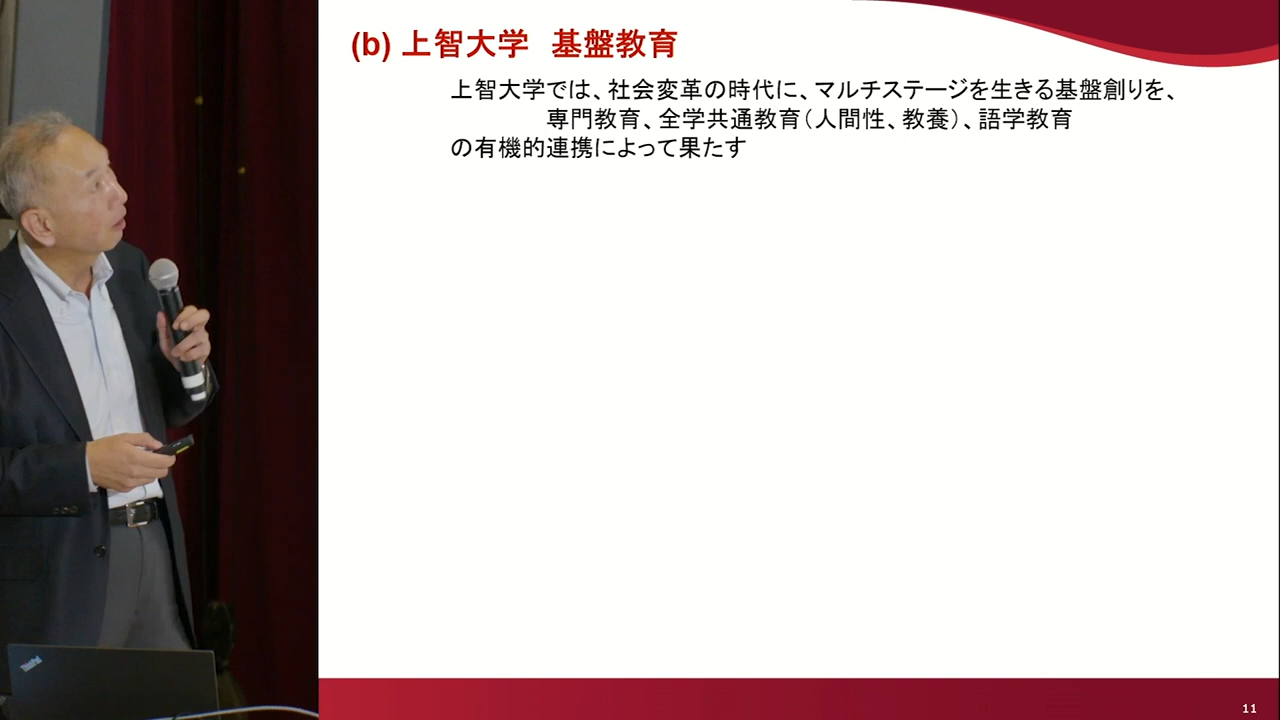 (b) 上智大学 基盤教育
上智大学では、社会変革の時代に、マルチステージを生きる基盤創りを、
専門教育、全学共通教育(人間性、教養)、語学教育
の有機的連携によって果たす
ThinkPad
11